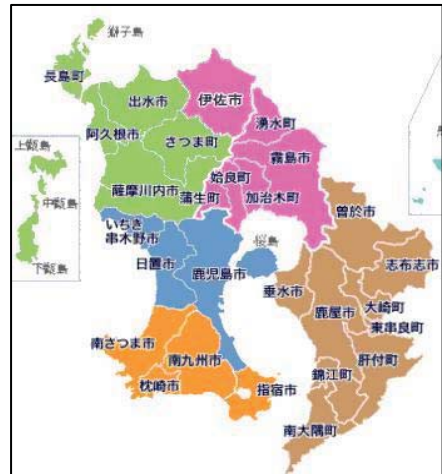 獅子島
長島町
出水市
伊佐市
湧水町
阿久根市
さつま町
霧島市
上甑島
姶良町
薩摩川内市
蒲生町
加治木町
中甑島
曽於市
いちき
串木野市
桜島
下甑島
日置市
鹿児島市
志布志市
垂水市
大崎町
鹿屋市
東串良町
南さつま市
南九州市
肝付町
錦江町
枕崎市
指宿市
南大隅町